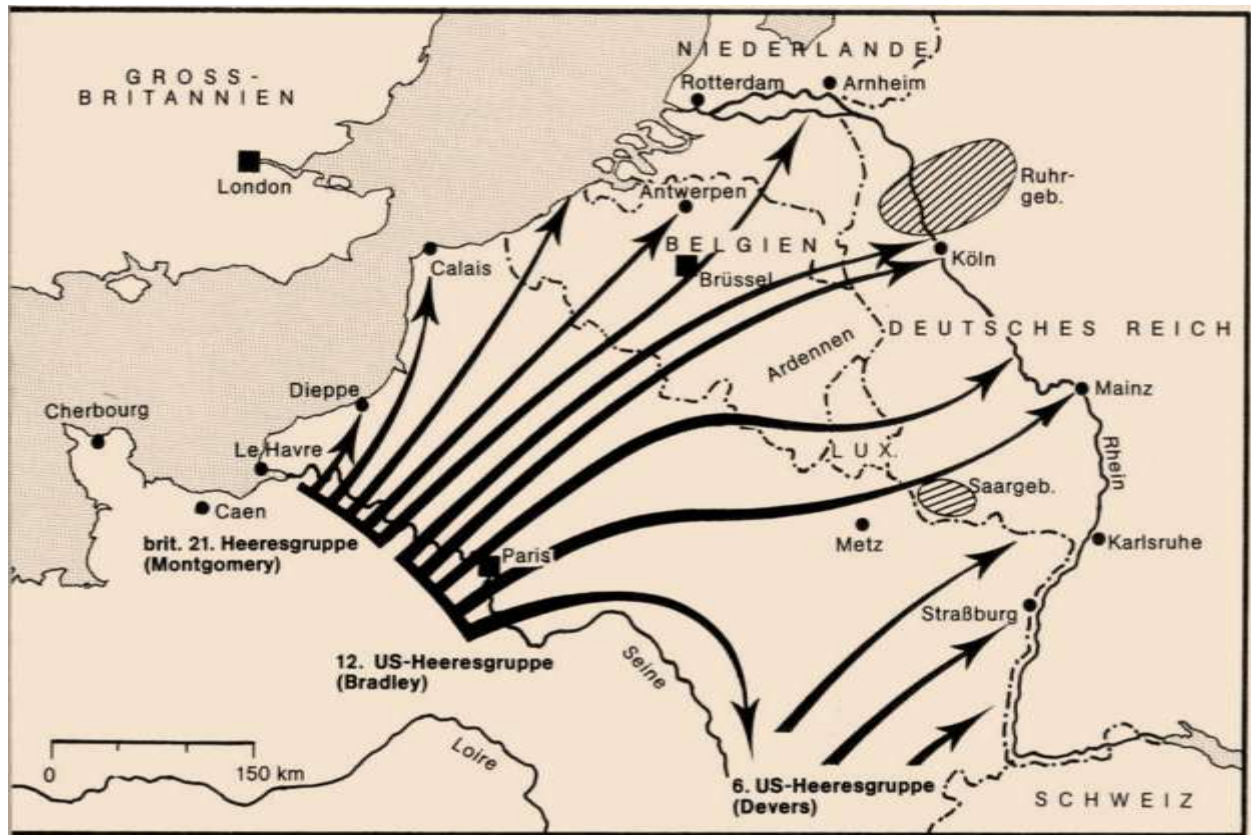 NIEDERLANDE
GROSS-
BRITANNIEN
Rotterdam
Arnheim
London
Ruhr-
geb.
Antwerpen
BELGIEN
Calais
Brüssel
Köln
DEUTSCHES REICH
Ardennen
Dieppe
Mainz
Cherbourg
Le Havre
LUX.
Rhein
Saargeb.
Caen
Metz
Karlsruhe
brit. 21. Heeresgruppe
(Montgomery)
Paris
Straßburg
12. US-Heeresgruppe
(Bradley)
Seine
Loire
0 150 km
6. US-Heeresgruppe
(Devers)
SCHWEIZ